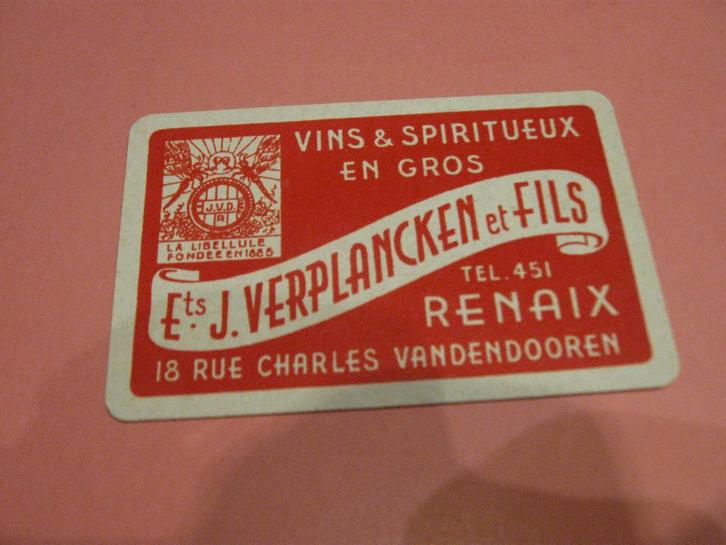 VINS & SPIRITUEUX
EN GROS
J.V.D.
R
LA LIBELLULE
FONDEE EN 1885
Ets J. VERPLANCKEN et FILS
TEL. 451
RENAIX
18 RUE CHARLES VANDENDOOREN